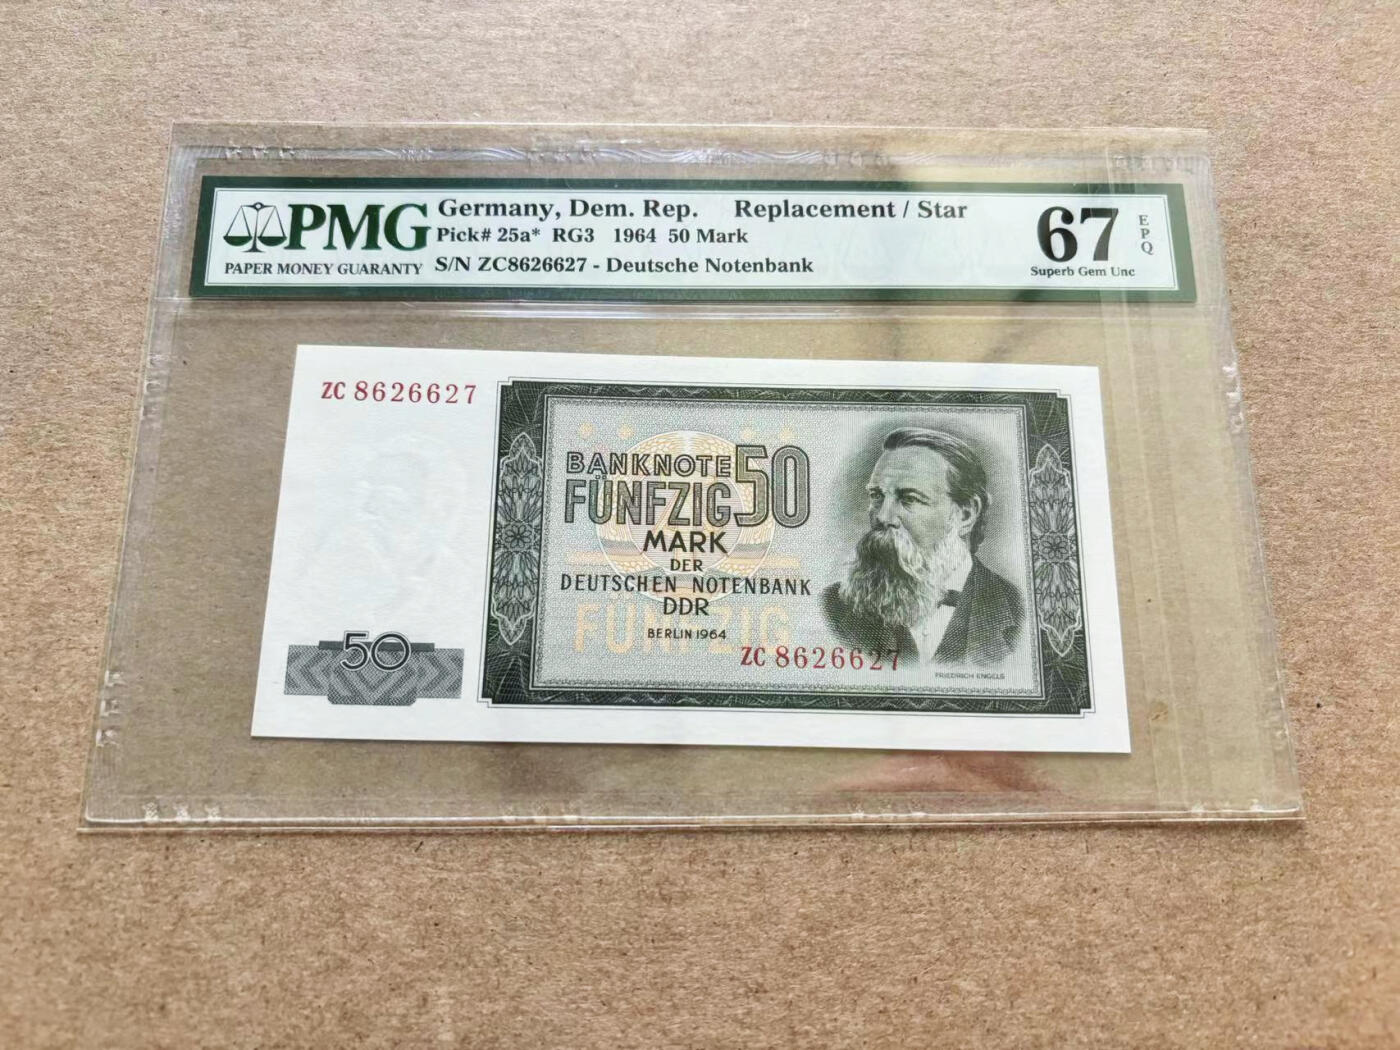 PMG
PAPER MONEY GUARANTY
Germany, Dem. Rep. Replacement / Star
Pick# 25a* RG3 1964 50 Mark
S/N ZC8626627 - Deutsche Notenbank
67
EPQ
Superb Gem Unc
ZC 8626627
BANKNOTE
FÜNFZIG 50
MARK
DER
DEUTSCHEN NOTENBANK
DDR
BERLIN 1964
FÜNFZIG
ZC 8626627
FRIEDRICH ENGELS
50